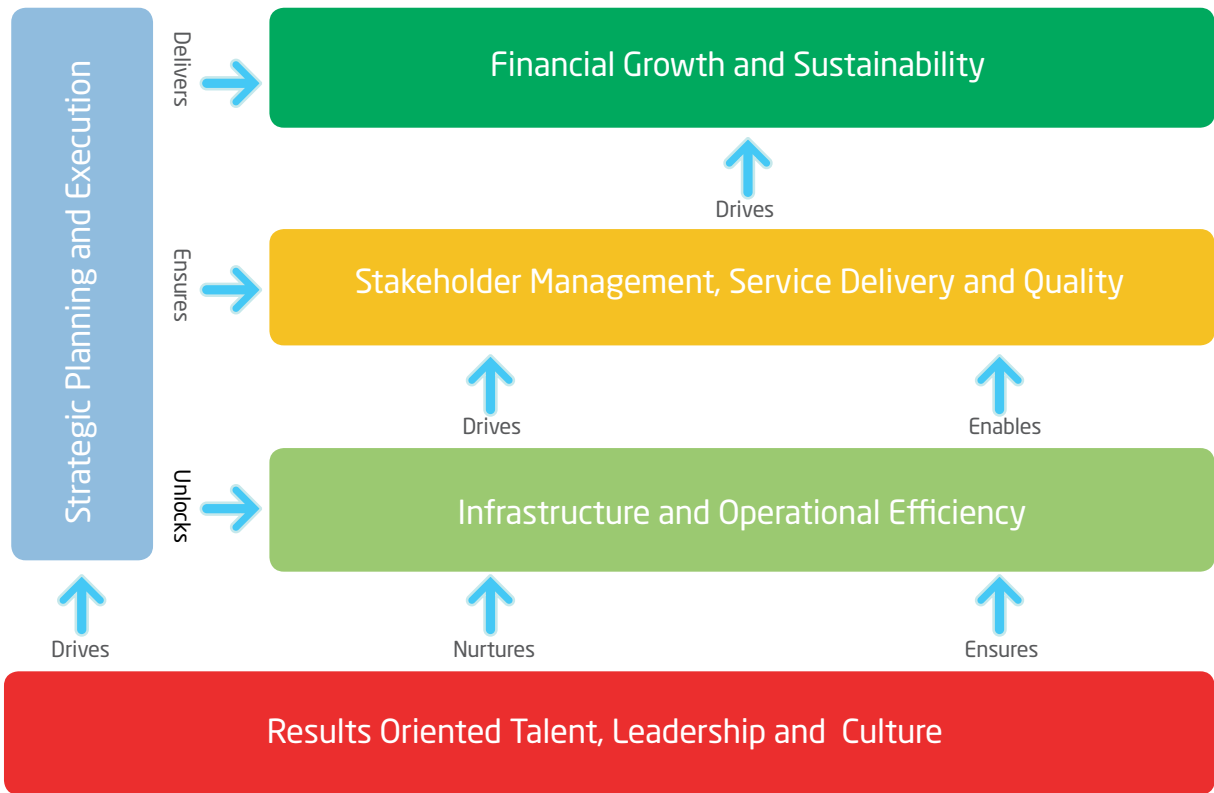 Strategic Planning and Execution
Delivers
Financial Growth and Sustainability
Drives
Ensures
Stakeholder Management, Service Delivery and Quality
Drives
Enables
Unlocks
Infrastructure and Operational Efficiency
Drives
Nurtures
Ensures
Results Oriented Talent, Leadership and Culture